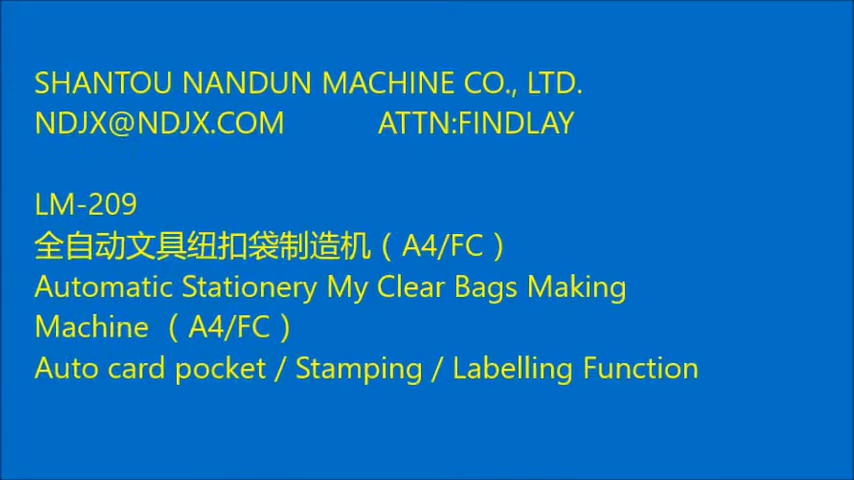 SHANTOU NANDUN MACHINE CO., LTD.
NDJX@NDJX.COM ATTN:FINDLAY
LM-209
全自动文具纽扣袋制造机（A4/FC）
Automatic Stationery My Clear Bags Making
Machine （A4/FC）
Auto card pocket / Stamping / Labelling Function